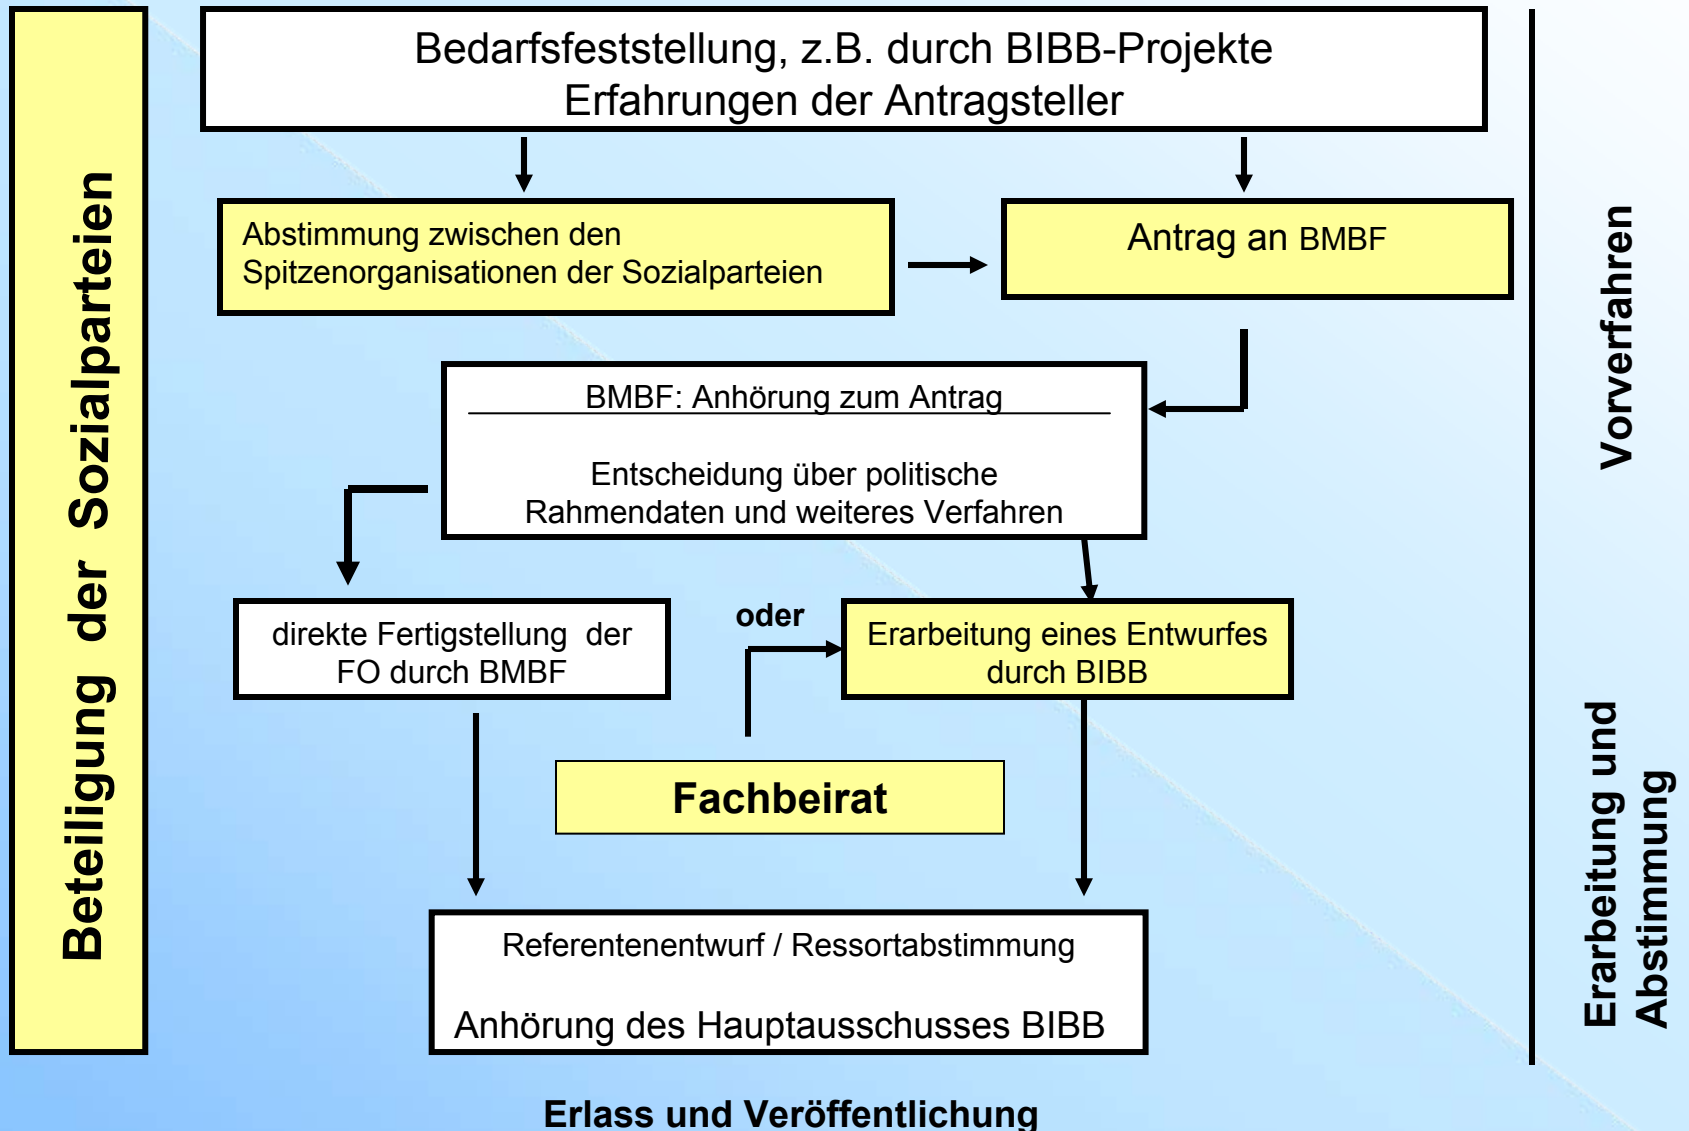 Beteiligung der Sozialparteien
Bedarfsfeststellung, z.B. durch BIBB-Projekte
Erfahrungen der Antragsteller
Abstimmung zwischen den
Spitzenorganisationen der Sozialparteien
Antrag an BMBF
Vorverfahren
BMBF: Anhörung zum Antrag
Entscheidung über politische
Rahmendaten und weiteres Verfahren
direkte Fertigstellung der
FO durch BMBF
oder
Erarbeitung eines Entwurfes
durch BIBB
Fachbeirat
Erarbeitung und
Abstimmung
Referentenentwurf / Ressortabstimmung
Anhörung des Hauptausschusses BIBB
Erlass und Veröffentlichung